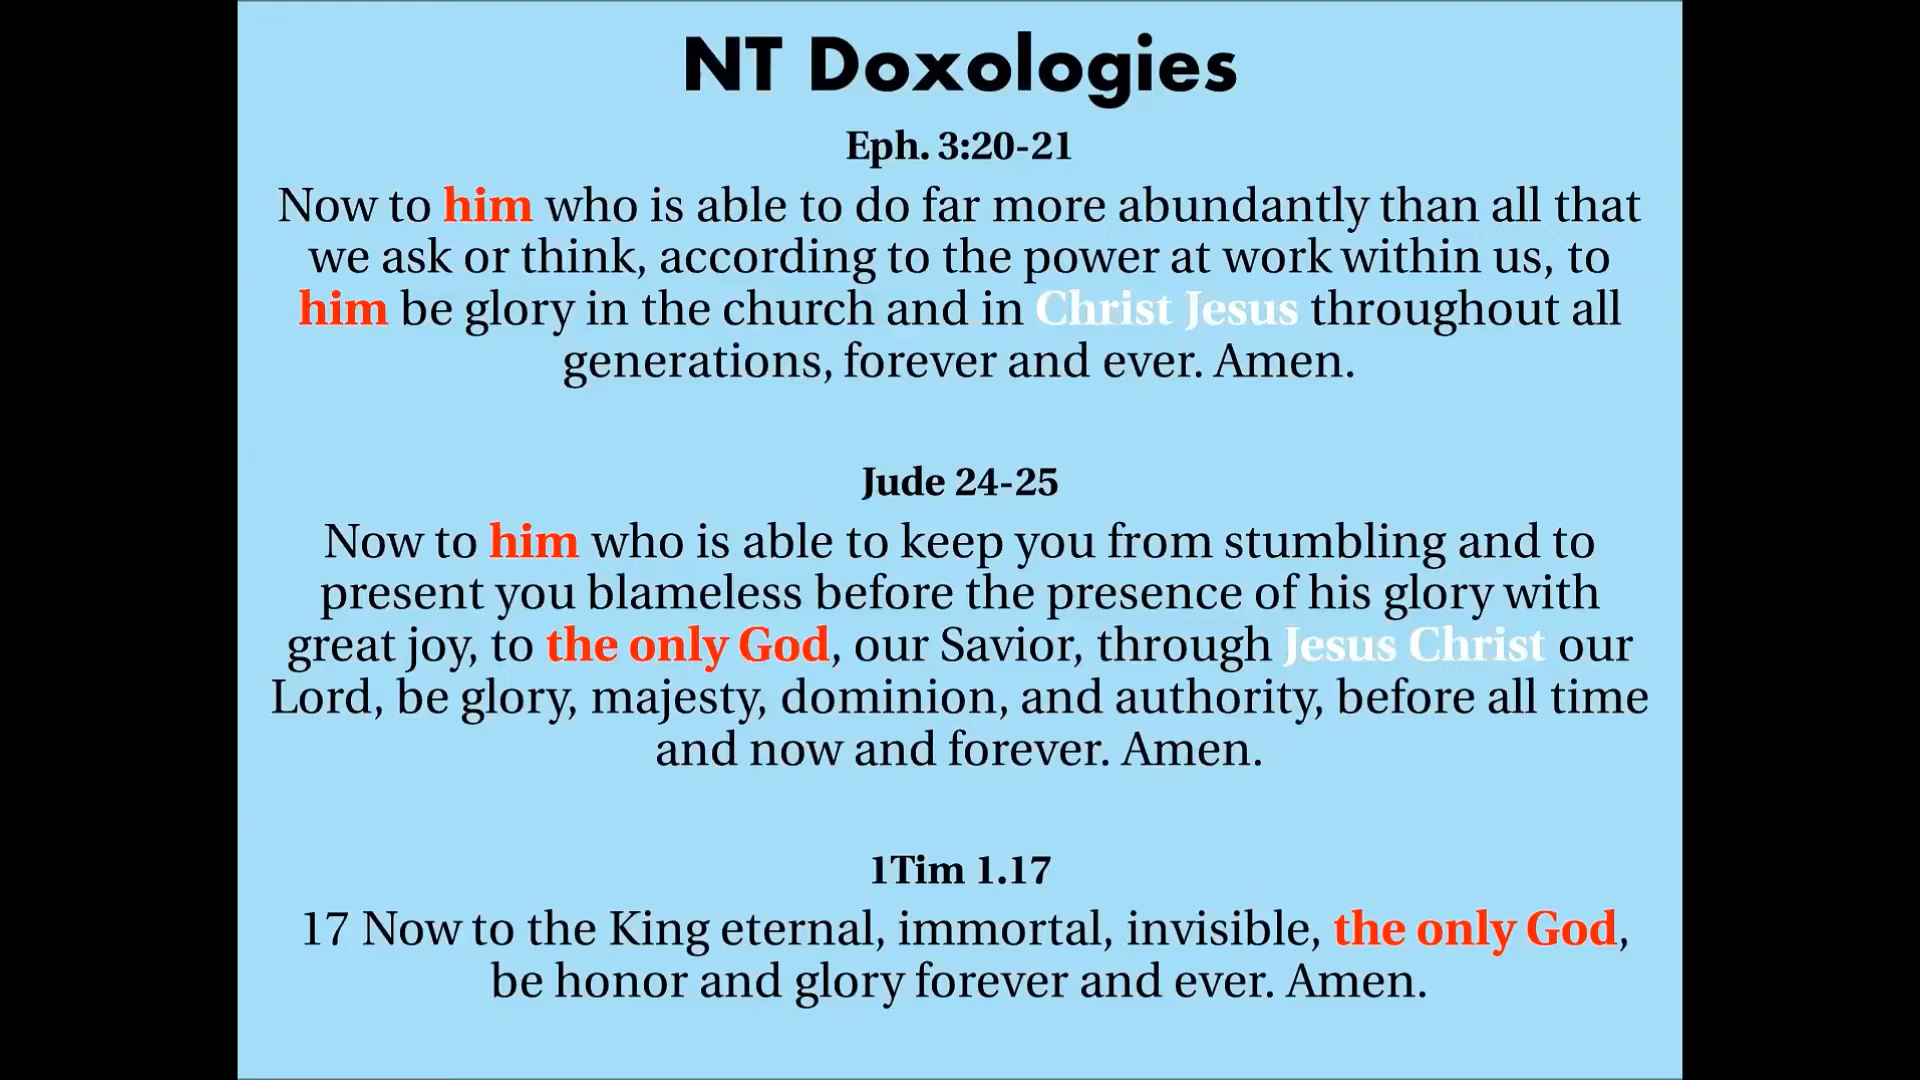 NT Doxologies
Eph. 3:20-21
Now to him who is able to do far more abundantly than all that
we ask or think, according to the power at work within us, to
him be glory in the church and in Christ Jesus throughout all
generations, forever and ever. Amen.
Jude 24-25
Now to him who is able to keep you from stumbling and to
present you blameless before the presence of his glory with
great joy, to the only God, our Savior, through Jesus Christ our
Lord, be glory, majesty, dominion, and authority, before all time
and now and forever. Amen.
1Tim 1.17
17 Now to the King eternal, immortal, invisible, the only God,
be honor and glory forever and ever. Amen.